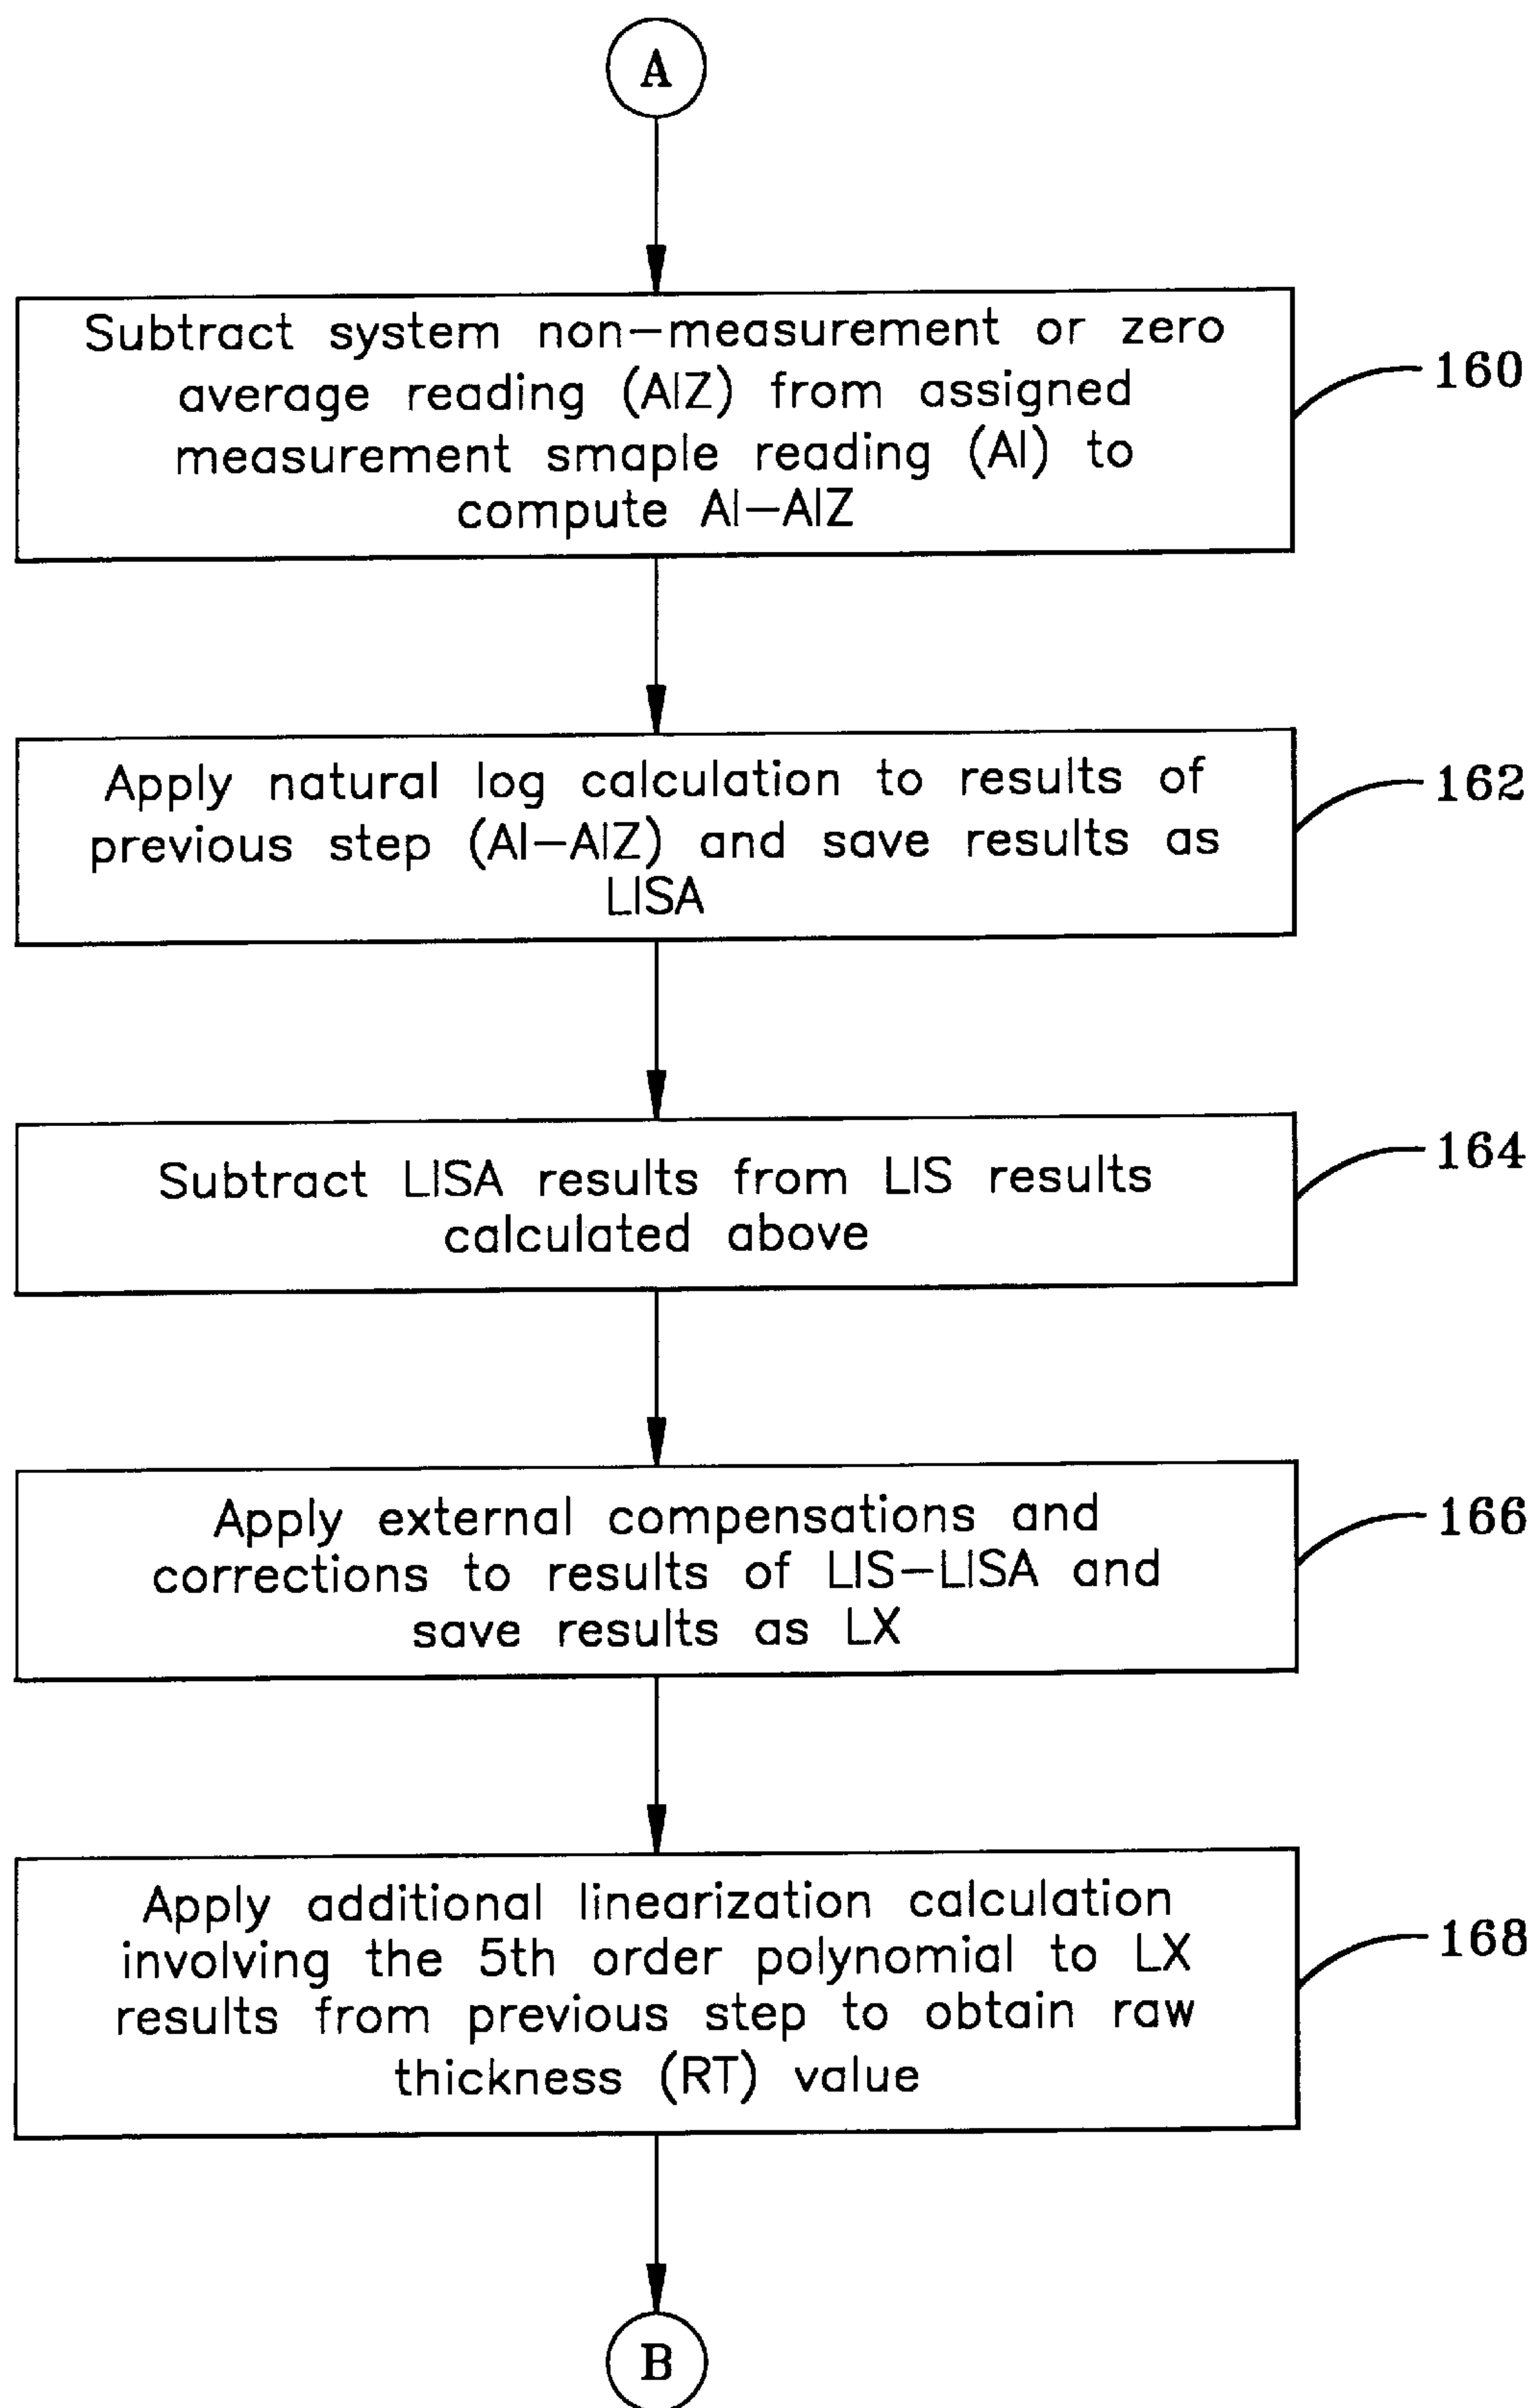 A
Subtract system non-measurement or zero
average reading (AIZ) from assigned
measurement smaple reading (AI) to
compute AI-AIZ
160
Apply natural log calculation to results of
previous step (AI-AIZ) and save results as
LISA
162
Subtract LISA results from LIS results
calculated above
164
Apply external compensations and
corrections to results of LIS-LISA and
save results as LX
166
Apply additional linearization calculation
involving the 5th order polynomial to LX
results from previous step to obtain raw
thickness (RT) value
168
B